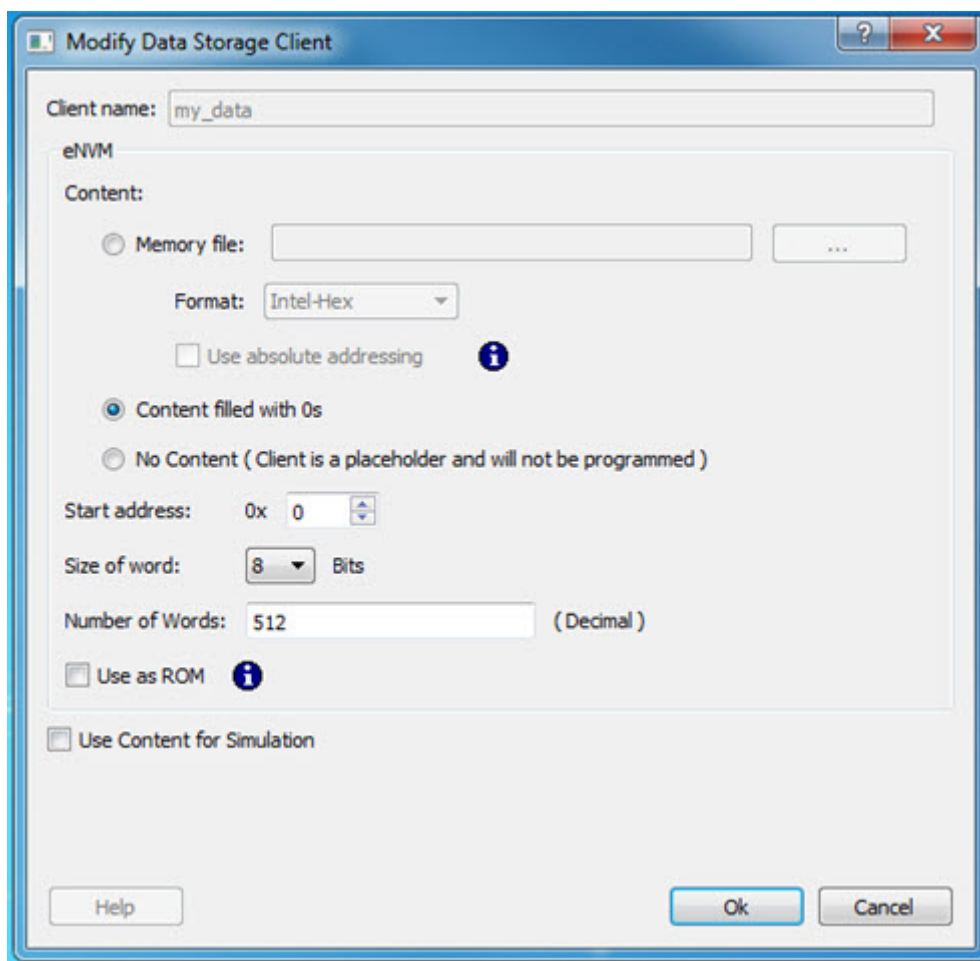 Modify Data Storage Client
Client name: my_data
eNVM
Content:
Memory file: ...
Format: Intel-Hex
Use absolute addressing
Content filled with 0s
No Content ( Client is a placeholder and will not be programmed )
Start address: 0x 0
Size of word: 8 Bits
Number of Words: 512 ( Decimal )
Use as ROM
Use Content for Simulation
Help Ok Cancel